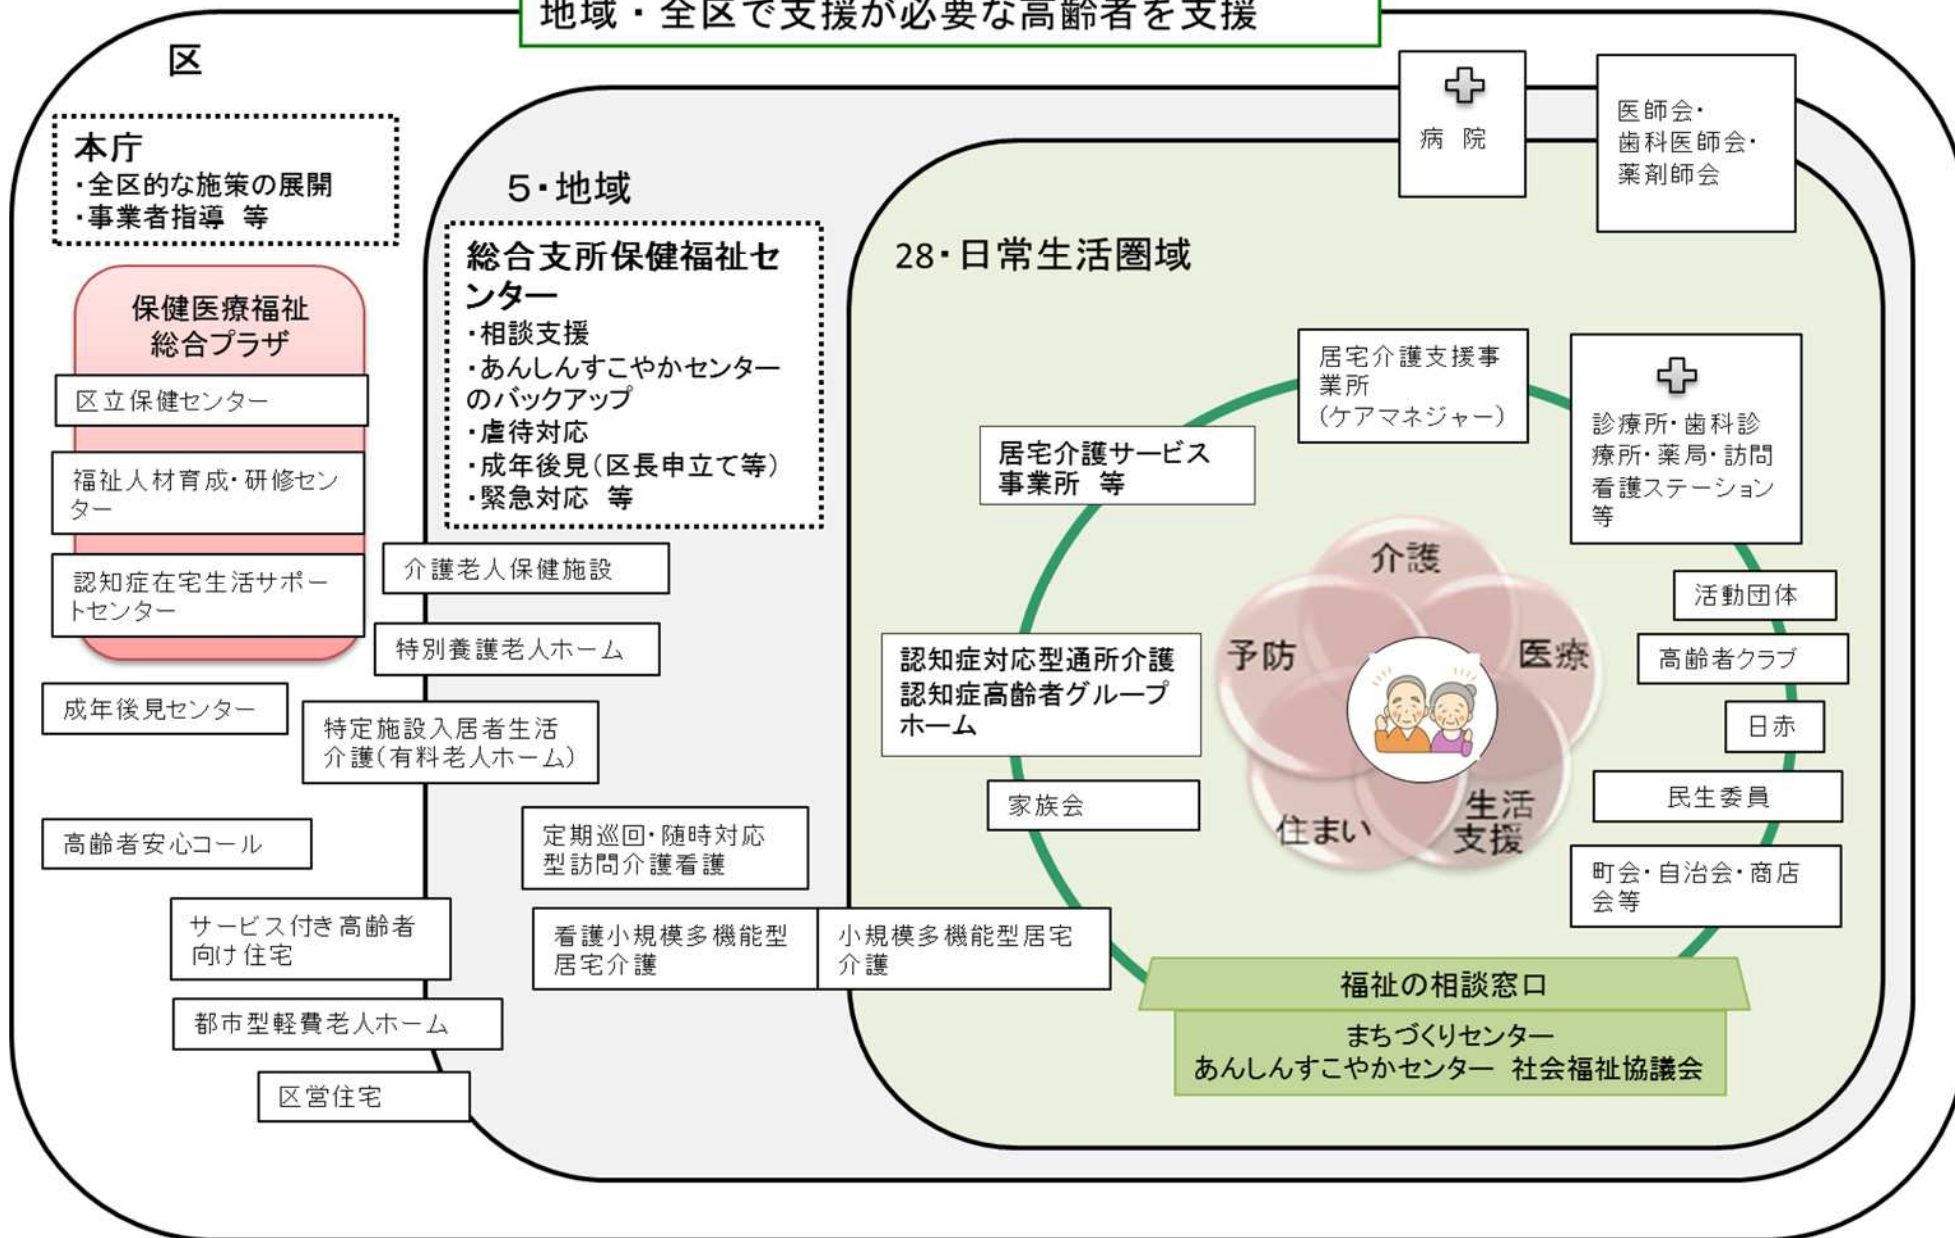 地域・全区で支援が必要な高齢者を支援
区
本庁
・全区的な施策の展開
・事業者指導 等
保健医療福祉
総合プラザ
区立保健センター
福祉人材育成・研修セン
ター
認知症在宅生活サポー
トセンター
成年後見センター
高齢者安心コール
サービス付き高齢者
向け住宅
都市型軽費老人ホーム
区営住宅
介護老人保健施設
特別養護老人ホーム
特定施設入居者生活
介護(有料老人ホーム)
5・地域
総合支所保健福祉セ
ンター
・相談支援
・あんしんすこやかセンター
のバックアップ
・虐待対応
・成年後見(区長申立て等)
・緊急対応 等
定期巡回・随時対応
型訪問介護看護
看護小規模多機能型
居宅介護
小規模多機能型居宅
介護
病 院
医師会・
歯科医師会・
薬剤師会
28・日常生活圏域
居宅介護支援事
業所
(ケアマネジャー)
診療所・歯科診
療所・薬局・訪問
看護ステーション
等
居宅介護サービス
事業所 等
認知症対応型通所介護
認知症高齢者グループ
ホーム
家族会
介護
予防
医療
住まい
生活
支援
活動団体
高齢者クラブ
日赤
民生委員
町会・自治会・商店
会等
福祉の相談窓口
まちづくりセンター
あんしんすこやかセンター 社会福祉協議会